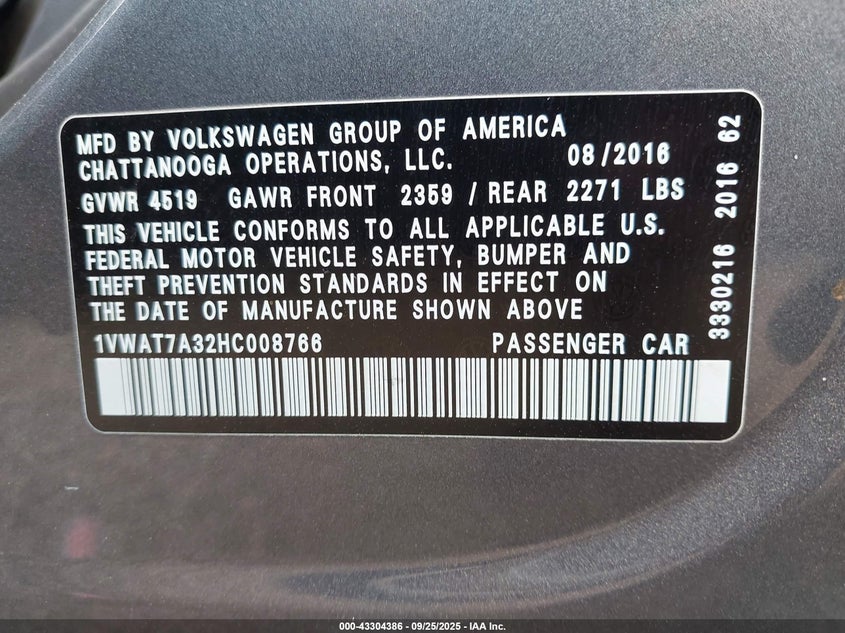 MFD BY VOLKSWAGEN GROUP OF AMERICA
CHATTANOOGA OPERATIONS, LLC. 08/2016
GVWR 4519 GAWR FRONT 2359 / REAR 2271 LBS
THIS VEHICLE CONFORMS TO ALL APPLICABLE U.S.
FEDERAL MOTOR VEHICLE SAFETY, BUMPER AND
THEFT PREVENTION STANDARDS IN EFFECT ON
THE DATE OF MANUFACTURE SHOWN ABOVE
1VWAT7A32HC008766 PASSENGER CAR
3330216 2016 62
000-43304386 - 09/25/2025 - IAA Inc.